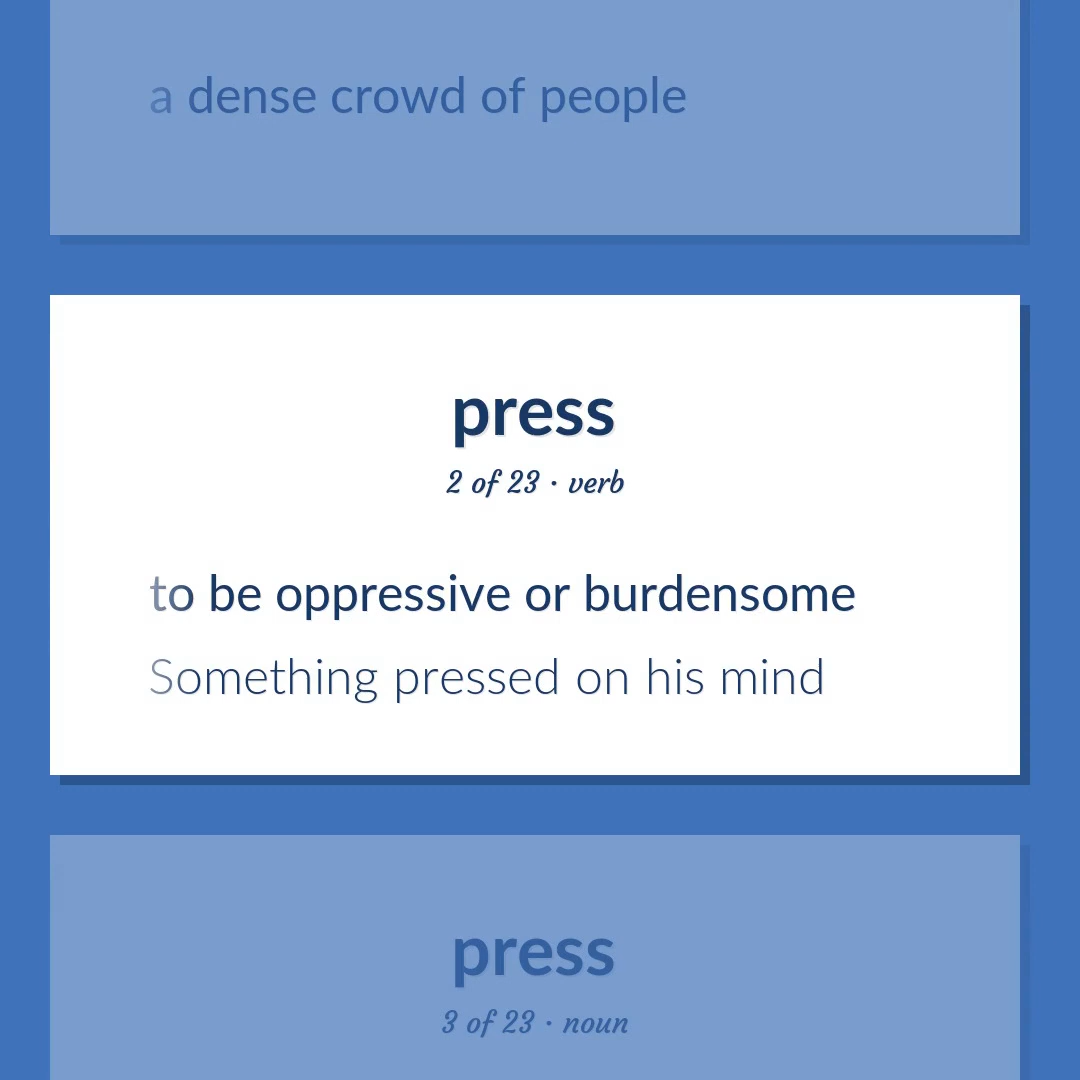 a dense crowd of people
press
2 of 23 · verb
to be oppressive or burdensome
Something pressed on his mind
press
3 of 23 · noun